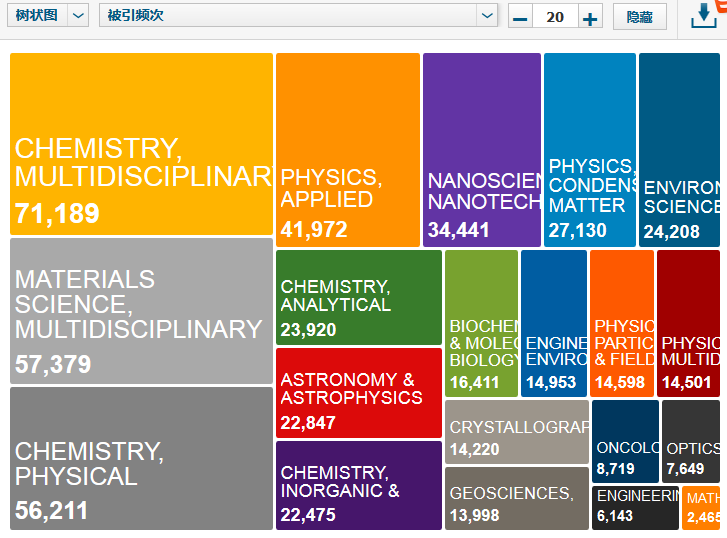 树状图 被引频次 20 隐藏
CHEMISTRY,
MULTIDISCIPLINARY
71,189
PHYSICS,
APPLIED
41,972
NANOSCIEN
NANOTECH
34,441
PHYSICS,
CONDENS
MATTER
27,130
ENVIRON
SCIENCE
24,208
MATERIALS
SCIENCE,
MULTIDISCIPLINARY
57,379
CHEMISTRY,
ANALYTICAL
23,920
BIOCHEM
& MOLEC
BIOLOGY
16,411
ENGINE
ENVIRO
14,953
PHYSIC
PARTIC
& FIELD
14,598
PHYSIC
MULTID
14,501
ASTRONOMY &
ASTROPHYSICS
22,847
CHEMISTRY,
PHYSICAL
56,211
CHEMISTRY,
INORGANIC &
22,475
CRYSTALLOGRAP
14,220
ONCOLO
8,719
OPTICS
7,649
GEOSCIENCES,
13,998
ENGINEERIN
6,143
MATH
2,465